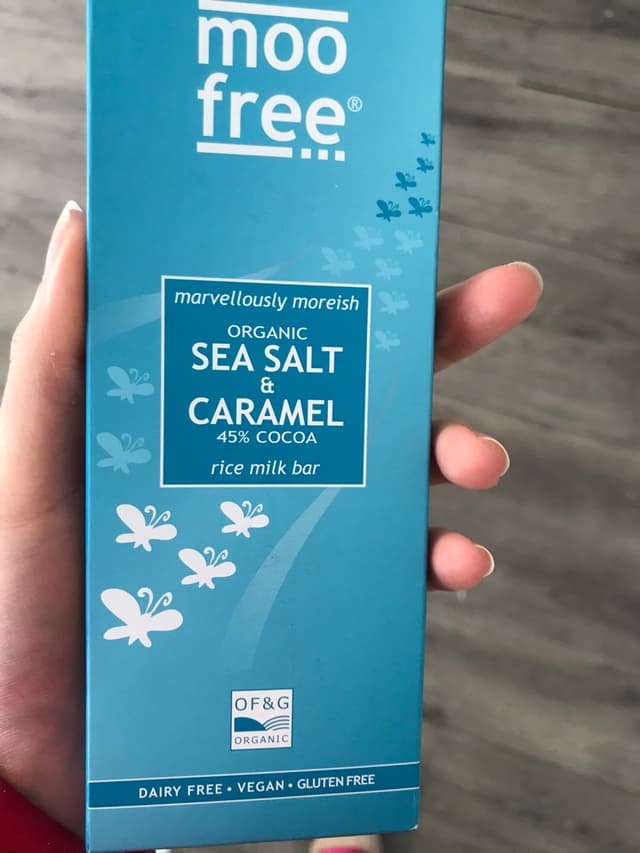 moo
free®
marvellously moreish
ORGANIC
SEA SALT
&
CARAMEL
45% COCOA
rice milk bar
OF&G
ORGANIC
DAIRY FREE • VEGAN • GLUTEN FREE